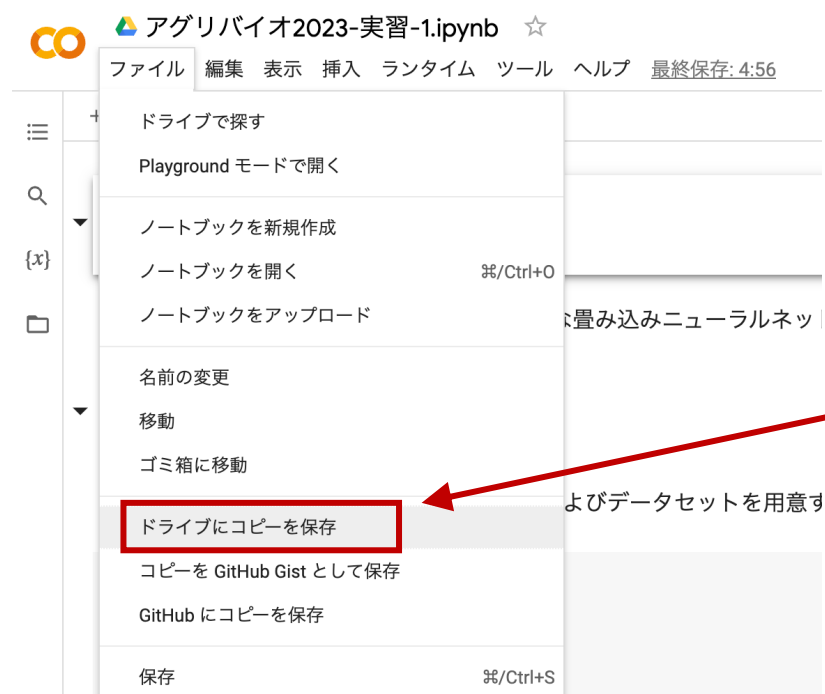 アグリバイオ2023-実習-1.ipynb
ファイル 編集 表示 挿入 ランタイム ツール ヘルプ 最終保存: 4:56
+
ドライブで探す
Playground モードで開く
ノートブックを新規作成
{x}
ノートブックを開く ⌘/Ctrl+O
ノートブックをアップロード
畳み込みニューラルネット
名前の変更
移動
ゴミ箱に移動
よびデータセットを用意す
ドライブにコピーを保存
コピーを GitHub Gist として保存
GitHub にコピーを保存
保存 ⌘/Ctrl+S